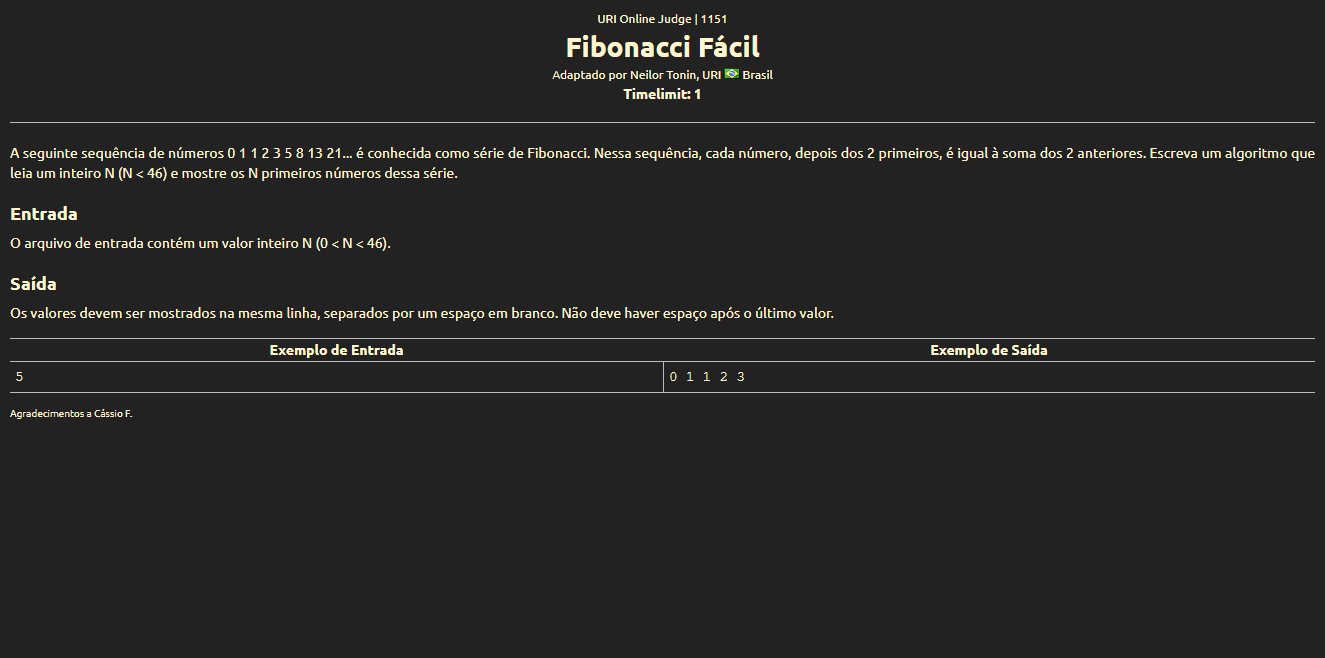 URI Online Judge | 1151
Fibonacci Fácil
Adaptado por Neilor Tonin, URI Brasil
Timelimit: 1
A seguinte sequência de números 0 1 1 2 3 5 8 13 21... é conhecida como série de Fibonacci. Nessa sequência, cada número, depois dos 2 primeiros, é igual à soma dos 2 anteriores. Escreva um algoritmo que
leia um inteiro N (N < 46) e mostre os N primeiros números dessa série.
Entrada
O arquivo de entrada contém um valor inteiro N (0 < N < 46).
Saída
Os valores devem ser mostrados na mesma linha, separados por um espaço em branco. Não deve haver espaço após o último valor.
Exemplo de Entrada Exemplo de Saída
5 0 1 1 2 3
Agradecimentos a Cássio F.